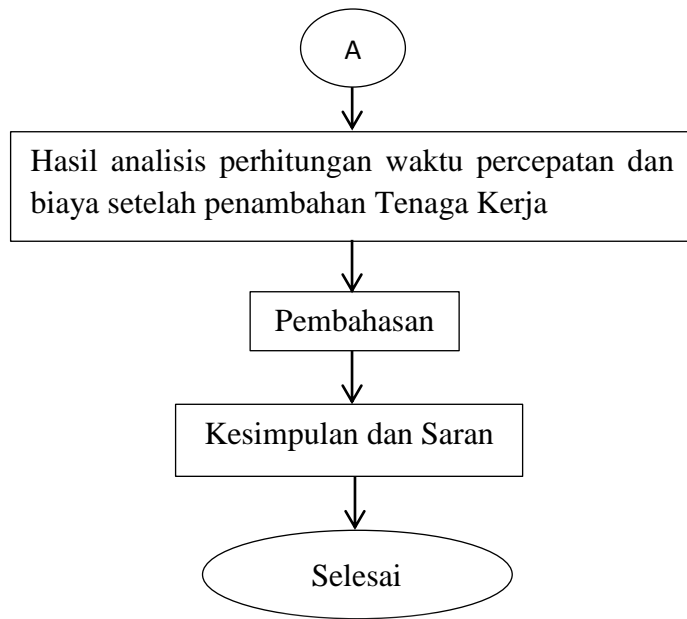 A
Hasil analisis perhitungan waktu percepatan dan
biaya setelah penambahan Tenaga Kerja
Pembahasan
Kesimpulan dan Saran
Selesai